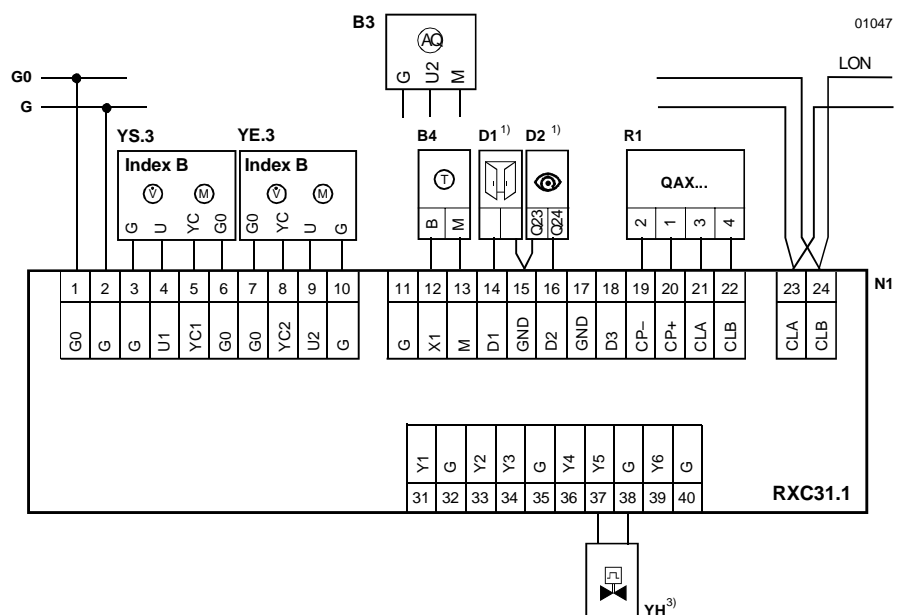 B3
01047
AQ
G U2 M
G0
LON
G
YS.3 YE.3 B4 D1 1) D2 1) R1
Index B Index B
V M V M T
QAX...
G U YC G0 G0 YC U G B M Q23 Q24 2 1 3 4
N1
1 2 3 4 5 6 7 8 9 10 11 12 13 14 15 16 17 18 19 20 21 22 23 24
G0 G G U1 YC1 G0 G0 YC2 U2 G G X1 M D1 GND D2 GND D3 CP– CP+ CLA CLB CLA CLB
Y1 G Y2 Y3 G Y4 Y5 G Y6 G
31 32 33 34 35 36 37 38 39 40
RXC31.1
YH3)